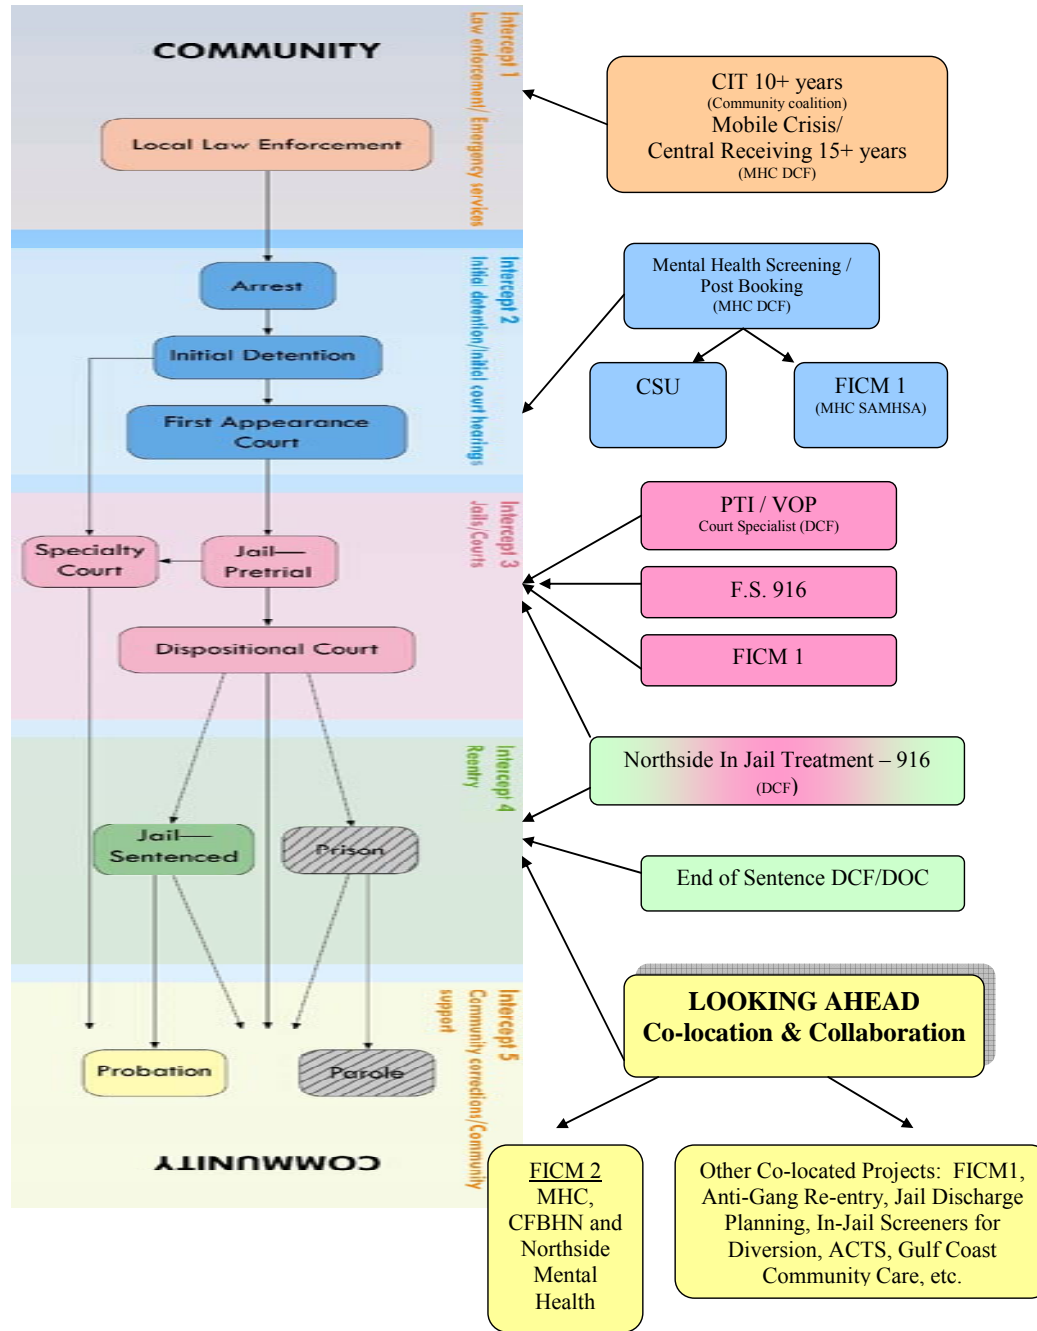 COMMUNITY
Intercept 1
Law enforcement/ Emergency services
Local Law Enforcement
CIT 10+ years
(Community coalition)
Mobile Crisis/
Central Receiving 15+ years
(MHC DCF)
Intercept 2
Initial detention/Initial court hearings
Arrest
Initial Detention
First Appearance
Court
Mental Health Screening /
Post Booking
(MHC DCF)
CSU
FICM 1
(MHC SAMHSA)
Intercept 3
Jails/Courts
Specialty
Court
Jail—
Pretrial
Dispositional Court
PTI / VOP
Court Specialist (DCF)
F.S. 916
FICM 1
Intercept 4
Reentry
Jail—
Sentenced
Prison
Northside In Jail Treatment – 916
(DCF)
End of Sentence DCF/DOC
Intercept 5
Community corrections/Community
support
Probation
Parole
COMMUNITY
LOOKING AHEAD
Co-location & Collaboration
FICM 2
MHC,
CFBHN and
Northside
Mental
Health
Other Co-located Projects: FICM1,
Anti-Gang Re-entry, Jail Discharge
Planning, In-Jail Screeners for
Diversion, ACTS, Gulf Coast
Community Care, etc.